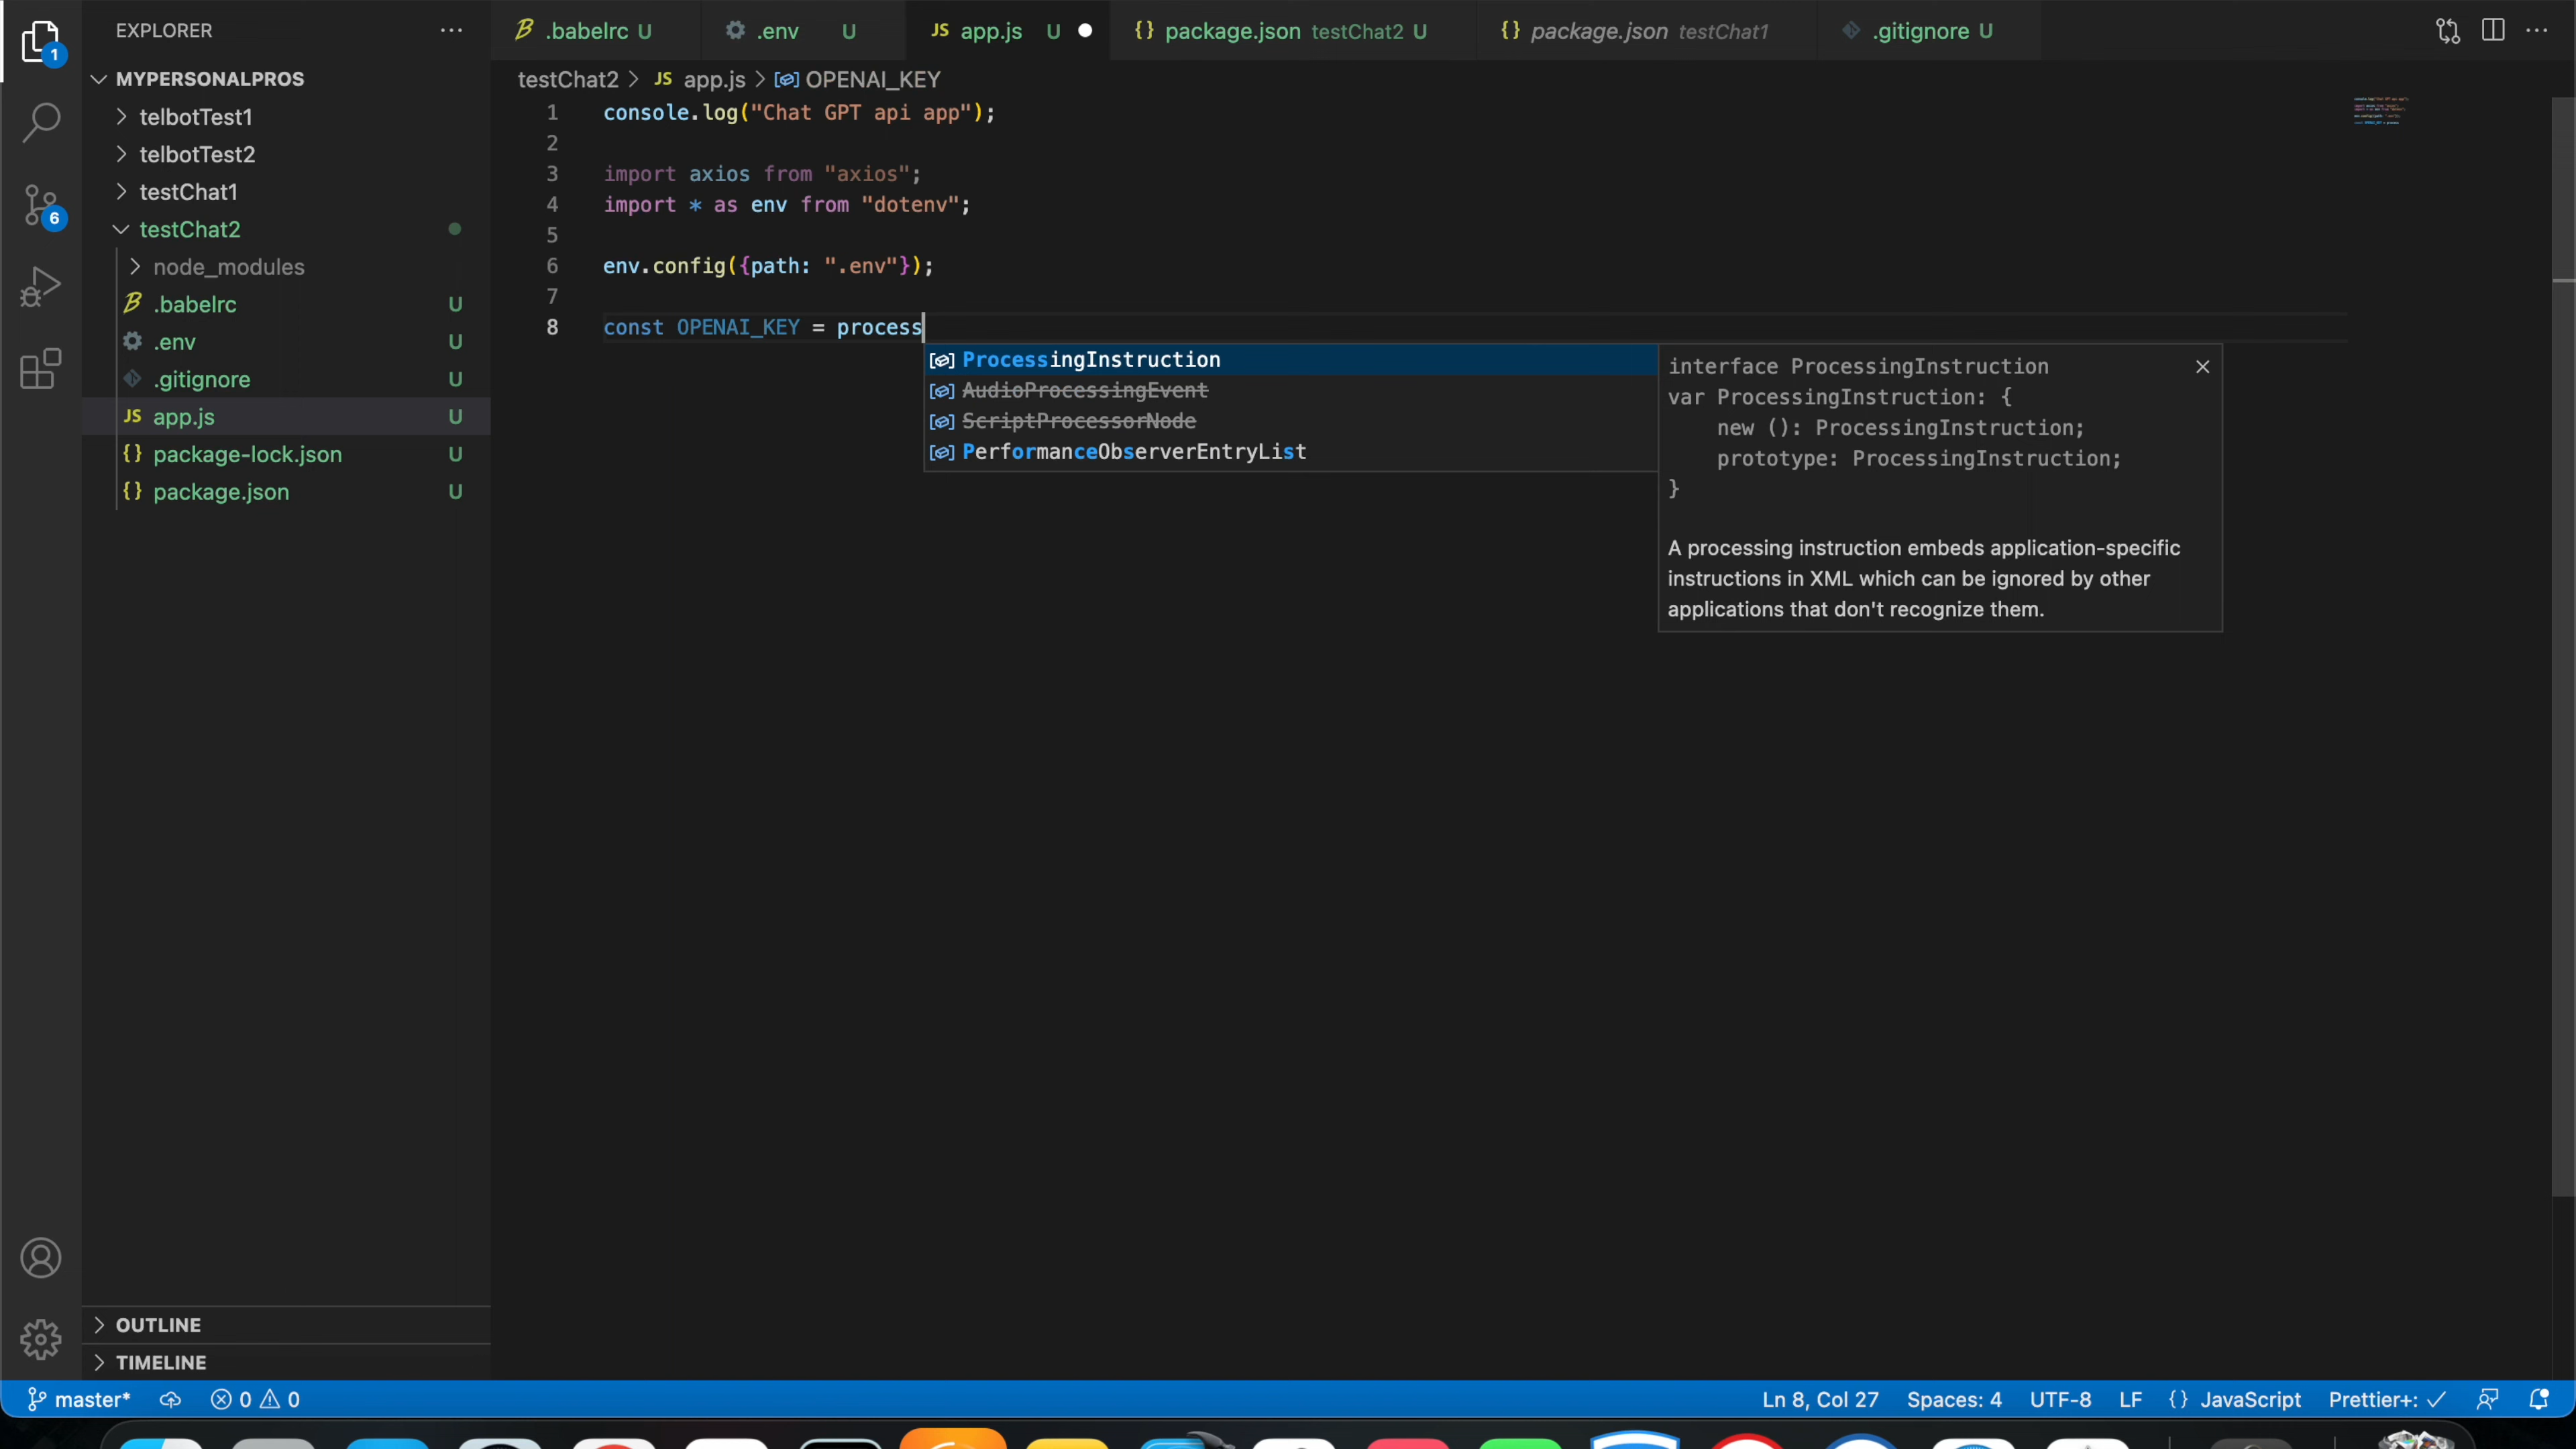 EXPLORER
.babelrc U
.env U
JS app.js U
{} package.json testChat2 U
{} package.json testChat1
.gitignore U
1
MYPERSONALPROS
telbotTest1
telbotTest2
testChat1
testChat2
node_modules
.babelrc U
.env U
.gitignore U
JS app.js U
{} package-lock.json U
{} package.json U
6
testChat2 > JS app.js > OPENAI_KEY
1 console.log("Chat GPT api app");
2
3 import axios from "axios";
4 import * as env from "dotenv";
5
6 env.config({path: ".env"});
7
8 const OPENAI_KEY = process
ProcessingInstruction
AudioProcessingEvent
ScriptProcessorNode
PerformanceObserverEntryList
interface ProcessingInstruction
var ProcessingInstruction: {
new (): ProcessingInstruction;
prototype: ProcessingInstruction;
}
A processing instruction embeds application-specific
instructions in XML which can be ignored by other
applications that don't recognize them.
OUTLINE
TIMELINE
master* 0 0 Ln 8, Col 27 Spaces: 4 UTF-8 LF {} JavaScript Prettier+: ✓